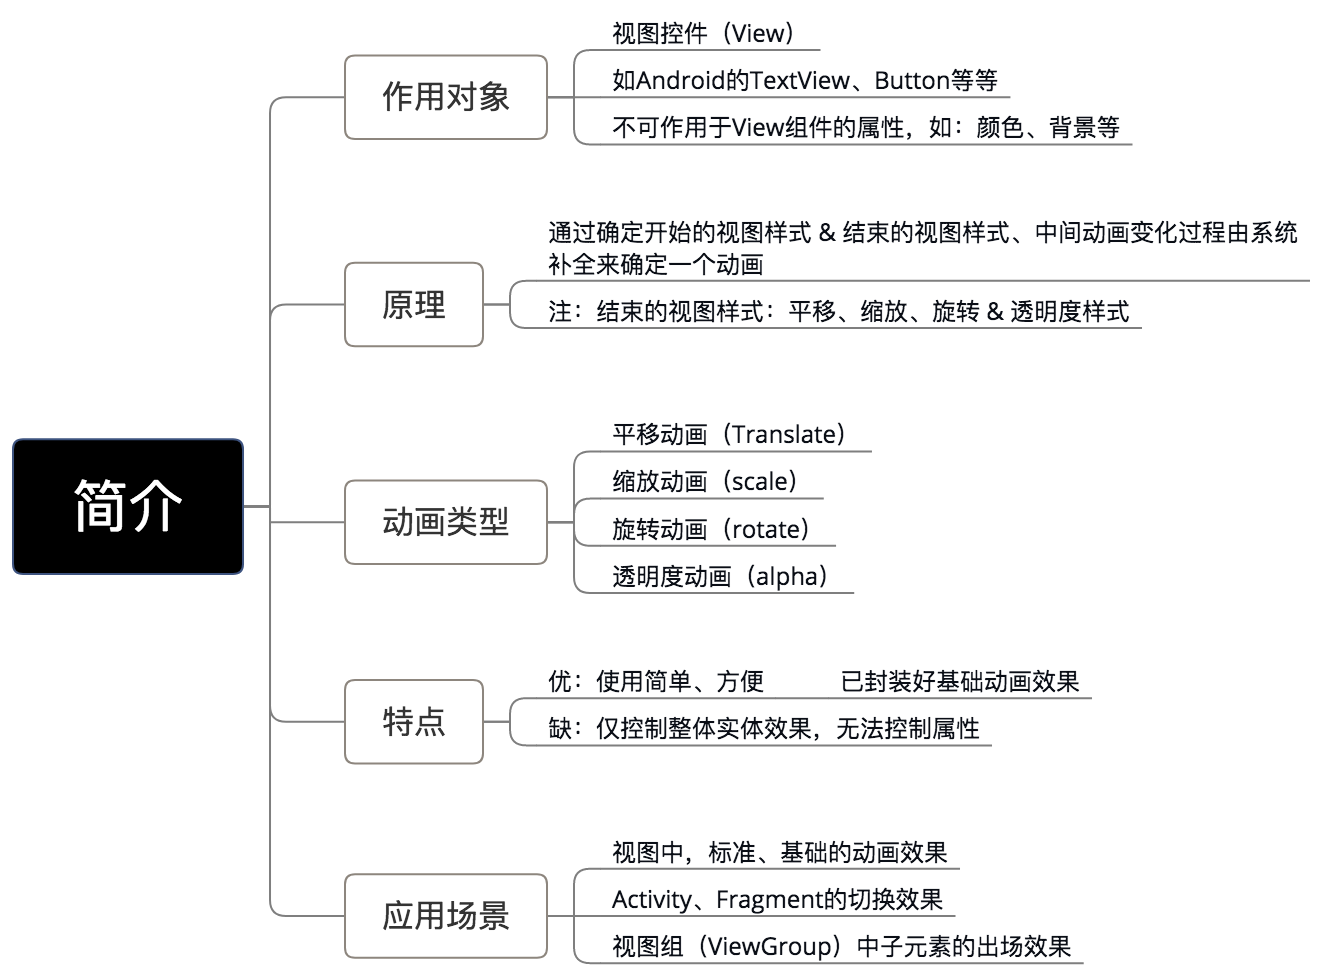 简介
作用对象
视图控件（View）
如Android的TextView、Button等等
不可作用于View组件的属性，如：颜色、背景等
原理
通过确定开始的视图样式 & 结束的视图样式、中间动画变化过程由系统
补全来确定一个动画
注：结束的视图样式：平移、缩放、旋转 & 透明度样式
动画类型
平移动画（Translate）
缩放动画（scale）
旋转动画（rotate）
透明度动画（alpha）
特点
优：使用简单、方便 已封装好基础动画效果
缺：仅控制整体实体效果，无法控制属性
应用场景
视图中，标准、基础的动画效果
Activity、Fragment的切换效果
视图组（ViewGroup）中子元素的出场效果